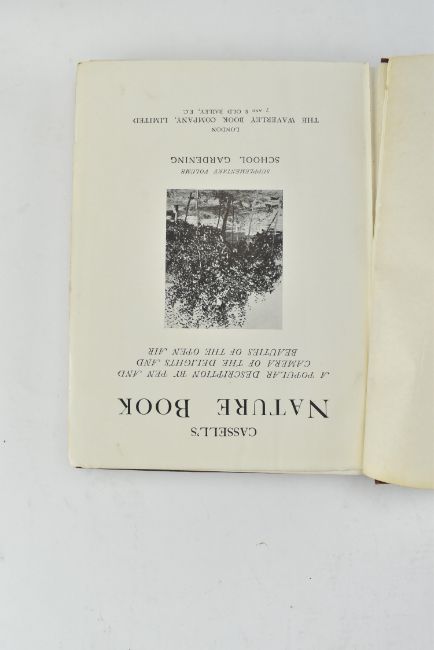 CASSELL'S
NATURE BOOK
A POPULAR DESCRIPTION BY PEN AND
CAMERA OF THE DELIGHTS AND
BEAUTIES OF THE OPEN AIR
SUPPLEMENTARY VOLUME
SCHOOL GARDENING
LONDON
THE WAVERLEY BOOK COMPANY, LIMITED
7 AND 8 OLD BAILEY, E.C.